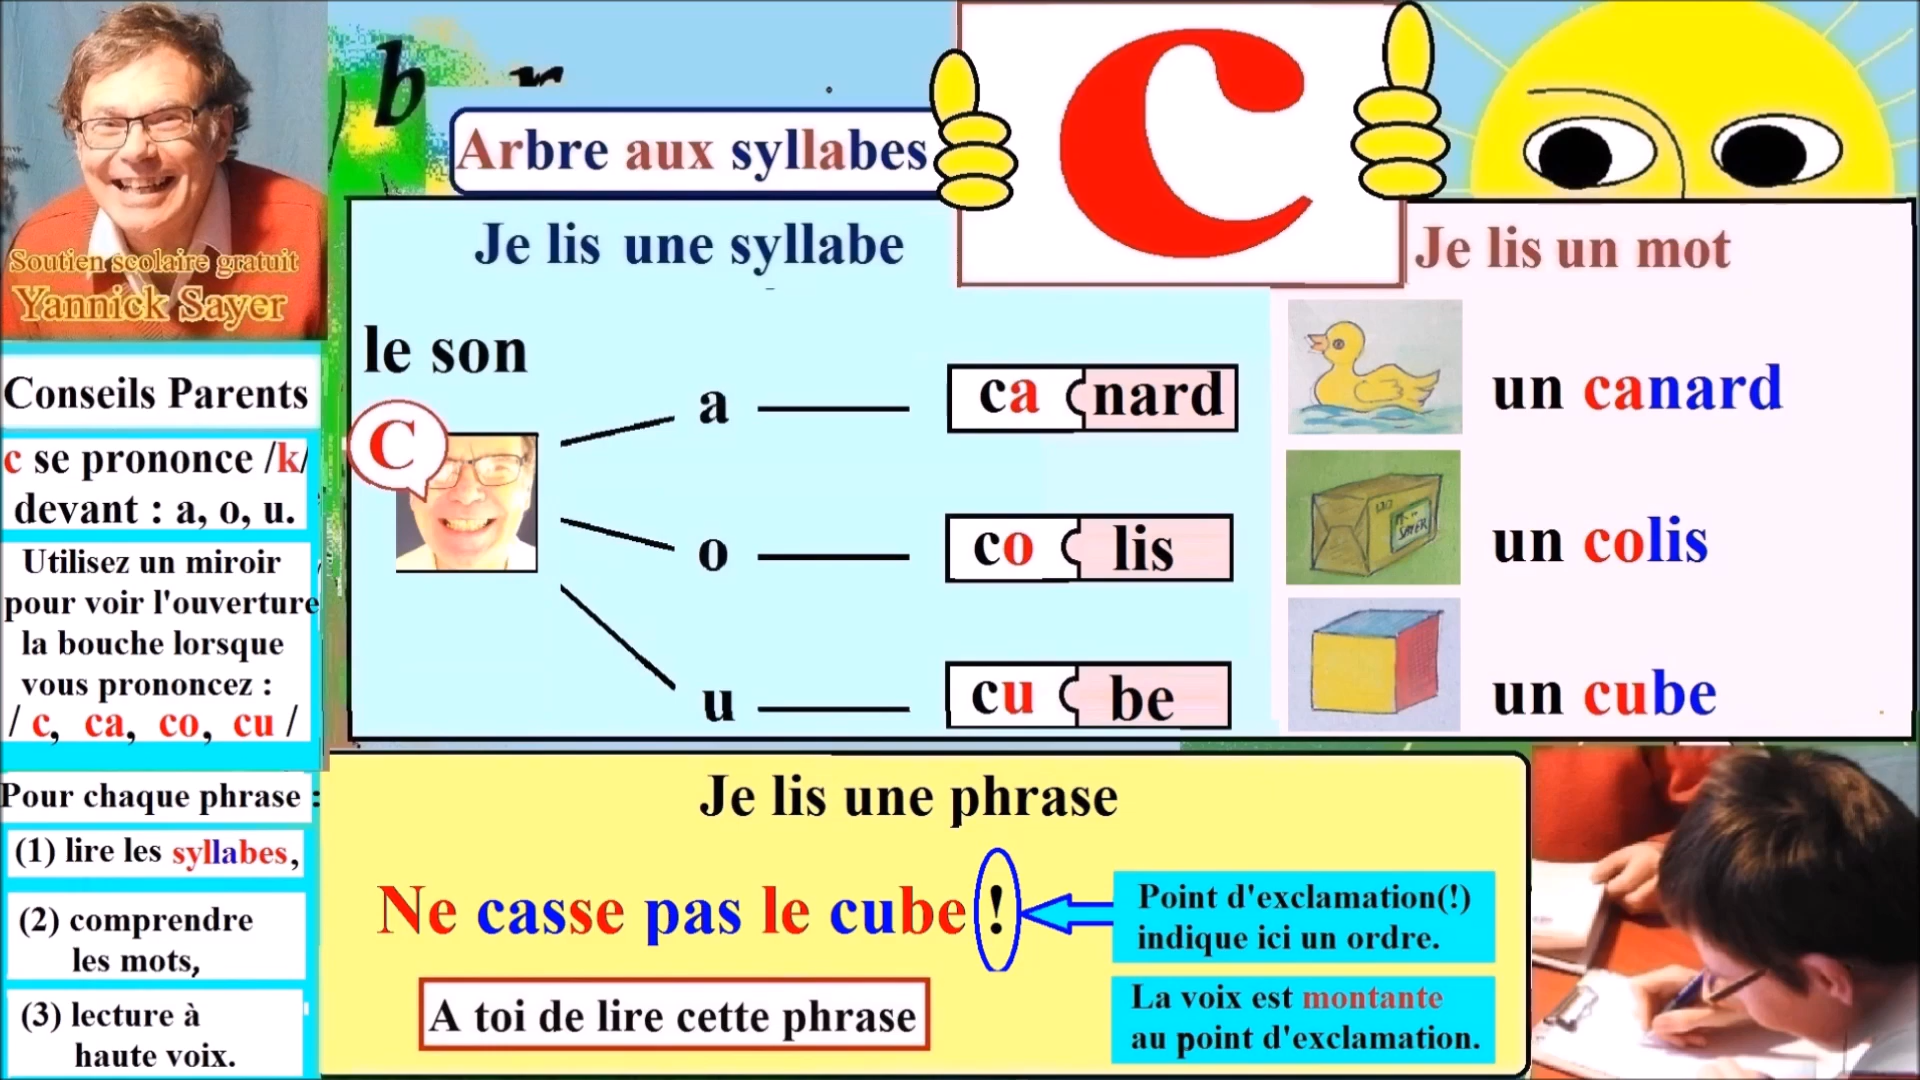 Soutien scolaire gratuit
Yannick Sayer
Conseils Parents
c se prononce /k/
devant : a, o, u.
Utilisez un miroir
pour voir l'ouverture
la bouche lorsque
vous prononcez :
/ c, ca, co, cu /
Pour chaque phrase :
(1) lire les syllabes,
(2) comprendre
les mots,
(3) lecture à
haute voix.
b
r
Arbre aux syllabes
c
Je lis une syllabe
le son
C
a
ca nard
o
co lis
u
cu be
Je lis un mot
un canard
SAYER
un colis
un cube
Je lis une phrase
Ne casse pas le cube !
Point d'exclamation(!)
indique ici un ordre.
A toi de lire cette phrase
La voix est montante
au point d'exclamation.